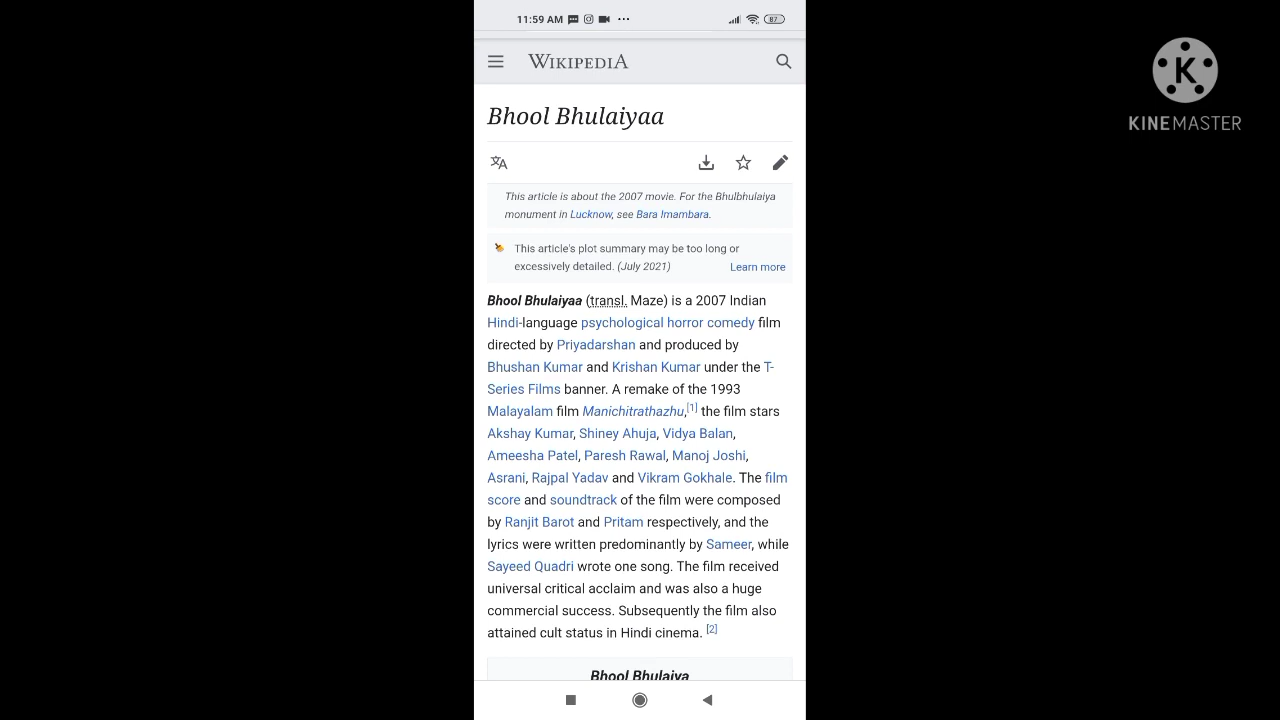 11:59 AM
87
WIKIPEDIA
KINEMASTER
K
Bhool Bhulaiyaa
This article is about the 2007 movie. For the Bhulbhulaiya
monument in Lucknow, see Bara Imambara.
This article's plot summary may be too long or
excessively detailed. (July 2021) Learn more
Bhool Bhulaiyaa (transl. Maze) is a 2007 Indian
Hindi-language psychological horror comedy film
directed by Priyadarshan and produced by
Bhushan Kumar and Krishan Kumar under the T-
Series Films banner. A remake of the 1993
Malayalam film Manichitrathazhu,[1] the film stars
Akshay Kumar, Shiney Ahuja, Vidya Balan,
Ameesha Patel, Paresh Rawal, Manoj Joshi,
Asrani, Rajpal Yadav and Vikram Gokhale. The film
score and soundtrack of the film were composed
by Ranjit Barot and Pritam respectively, and the
lyrics were written predominantly by Sameer, while
Sayeed Quadri wrote one song. The film received
universal critical acclaim and was also a huge
commercial success. Subsequently the film also
attained cult status in Hindi cinema. [2]
Bhool Bhulaiya